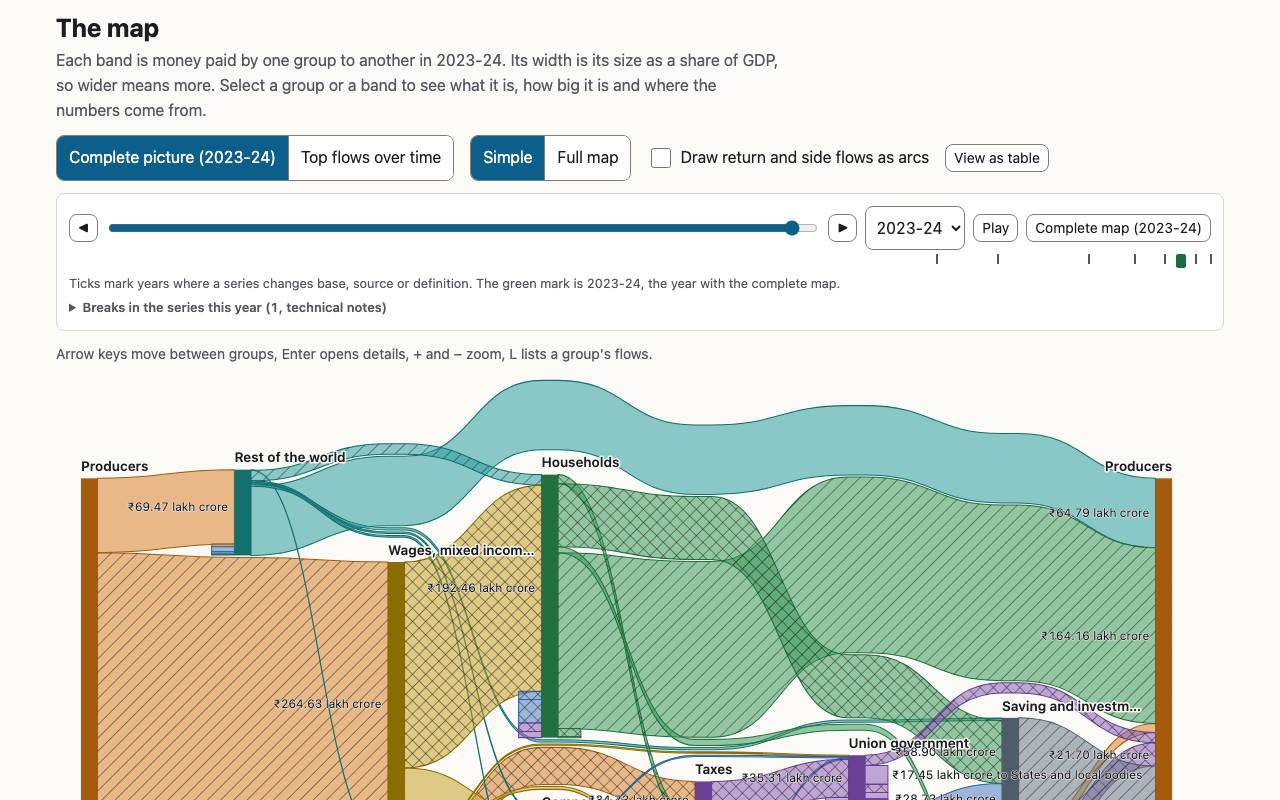 The map
Each band is money paid by one group to another in 2023-24. Its width is its size as a share of GDP,
so wider means more. Select a group or a band to see what it is, how big it is and where the
numbers come from.
Complete picture (2023-24) Top flows over time Simple Full map Draw return and side flows as arcs View as table
2023-24 Play Complete map (2023-24)
Ticks mark years where a series changes base, source or definition. The green mark is 2023-24, the year with the complete map.
Breaks in the series this year (1, technical notes)
Arrow keys move between groups, Enter opens details, + and – zoom, L lists a group's flows.
Rest of the world
Households
Producers
Producers
₹69.47 lakh crore
₹64.79 lakh crore
Wages, mixed incom...
₹192.46 lakh crore
₹164.16 lakh crore
₹264.63 lakh crore
Saving and investm...
Union government
₹58.90 lakh crore
₹21.70 lakh crore
Taxes
₹35.31 lakh crore
₹17.45 lakh crore to States and local bodies